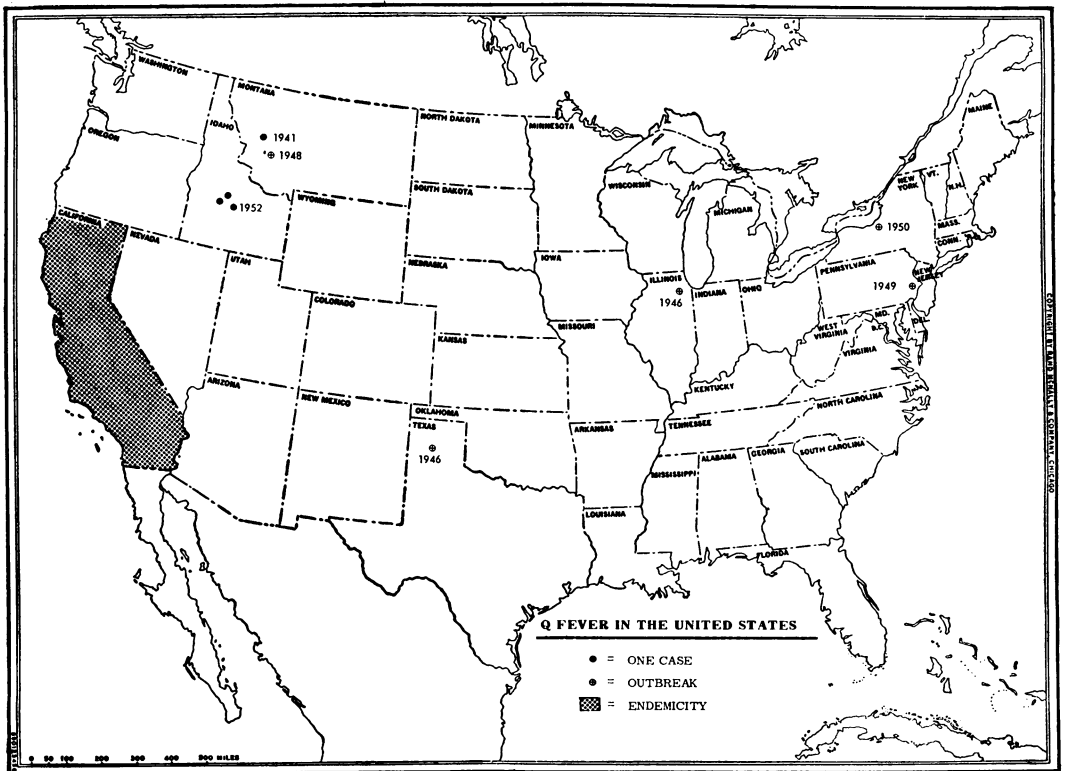 WASHINGTON
MONTANA
NORTH DAKOTA
MINNESOTA
MAINE
OREGON
IDAHO
1941
1948
SOUTH DAKOTA
WISCONSIN
MICHIGAN
NEW
YORK
VT.
N.H.
WYOMING
1952
1950
MASS.
CONN.
CALIFORNIA
NEVADA
UTAH
NEBRASKA
IOWA
ILLINOIS
1946
INDIANA
OHIO
PENNSYLVANIA
1949
NEW
JERSEY
COLORADO
KANSAS
MISSOURI
WEST
VIRGINIA
MD.
D.C.
DEL.
VIRGINIA
KENTUCKY
ARIZONA
NEW MEXICO
OKLAHOMA
TEXAS
1946
ARKANSAS
TENNESSEE
NORTH CAROLINA
MISSISSIPPI
ALABAMA
GEORGIA
SOUTH CAROLINA
LOUISIANA
FLORIDA
Q FEVER IN THE UNITED STATES
= ONE CASE
= OUTBREAK
= ENDEMICITY
0 50 100 200 300 400 500 MILES
COPYRIGHT BY RAND MCNALLY & COMPANY, CHICAGO